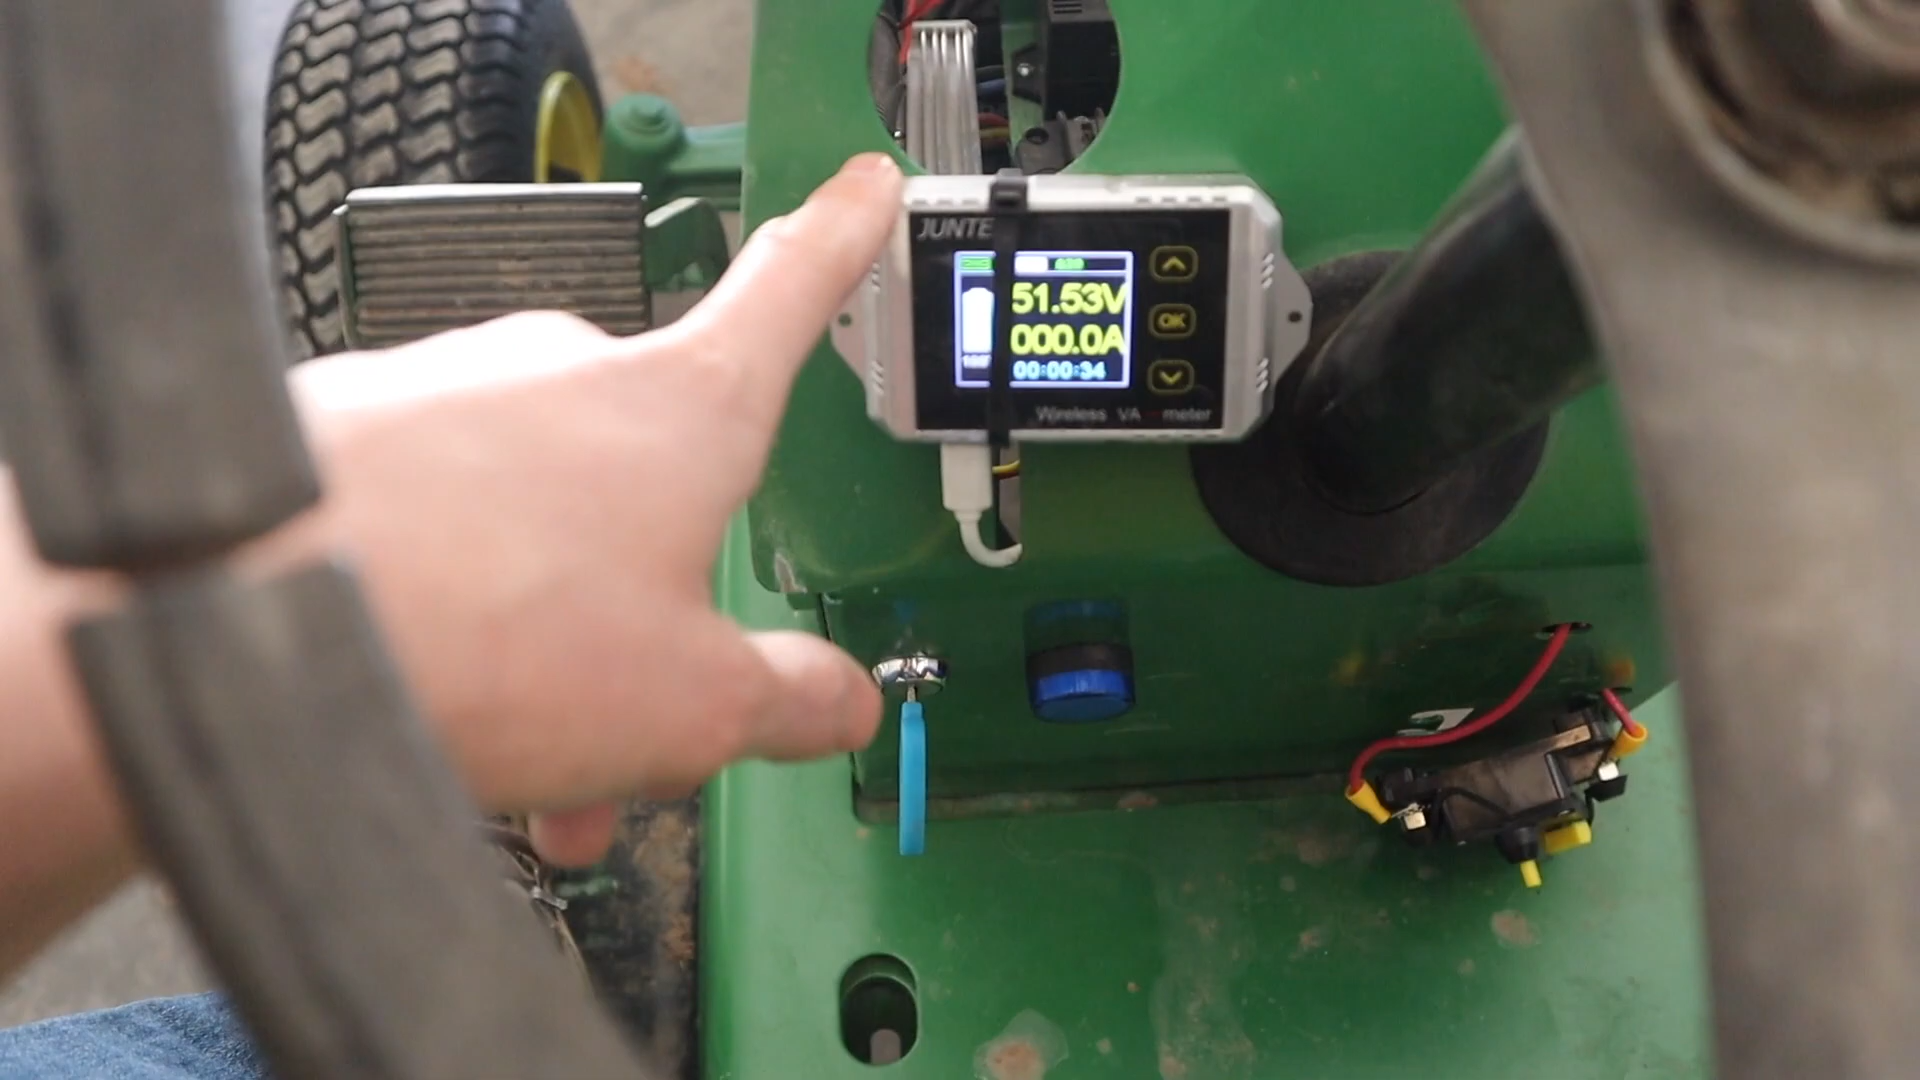 JUNTE
51.53V
000.0A
00:00:34
OK
Wireless VA meter